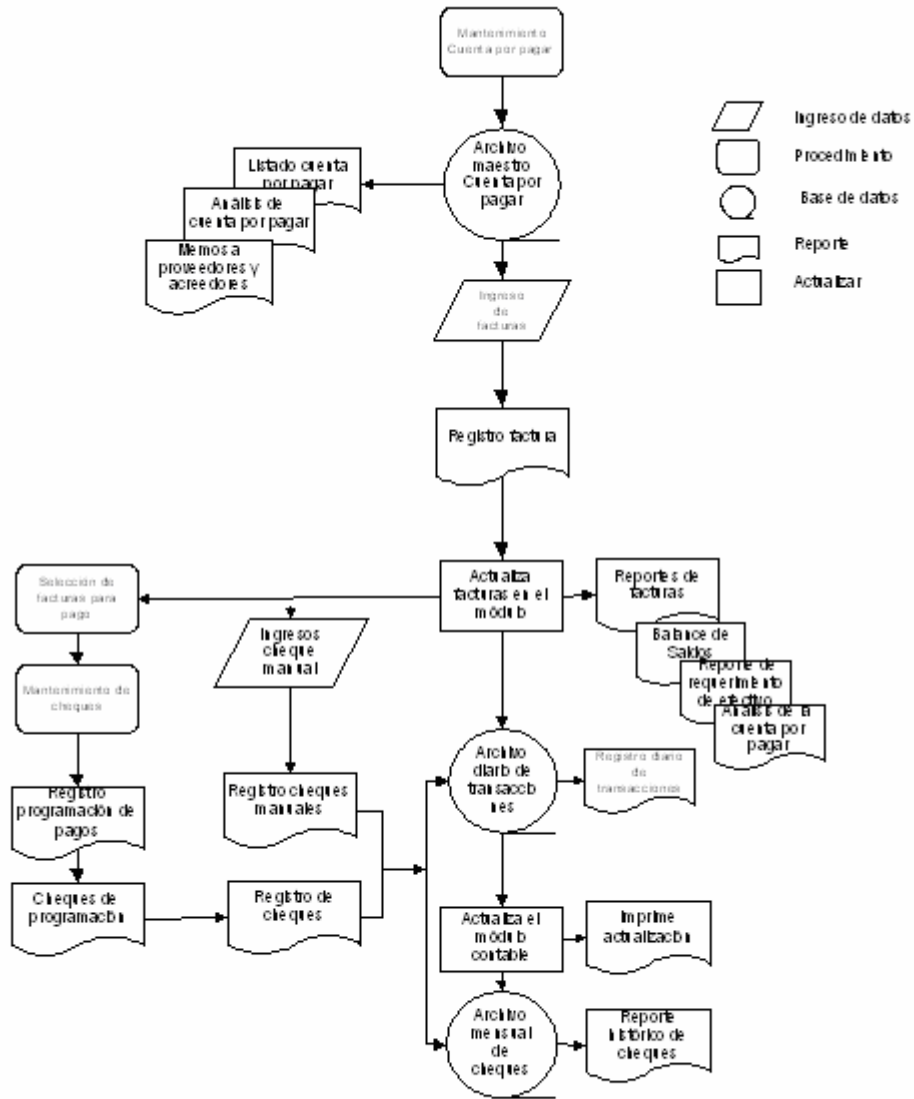 Mantenimiento
Cuenta por pagar
Archivo
maestro
Cuenta por
pagar
Listado cuenta
por pagar
Análisis de
cuenta por pagar
Memos a
proveedores y
acreedores
Ingreso de datos
Procedimiento
Base de datos
Reporte
Actualizar
Ingreso
de
facturas
Registro factura
Selección de
facturas para
pago
Actualiza
facturas en el
módulo
Reportes de
facturas
Balance de
Saldos
Reporte de
requerimiento
de efectivo
Análisis de la
cuenta por
pagar
Ingresos
cheque
manual
Mantenimiento de
cheques
Archivo
diario de
transaccio
nes
Registro diario
de
transacciones
Registro
programación de
pagos
Registro cheques
manuales
Cheques de
programación
Registro de
cheques
Actualiza el
módulo
contable
Imprime
actualización
Archivo
mensual
de
cheques
Reporte
histórico de
cheques